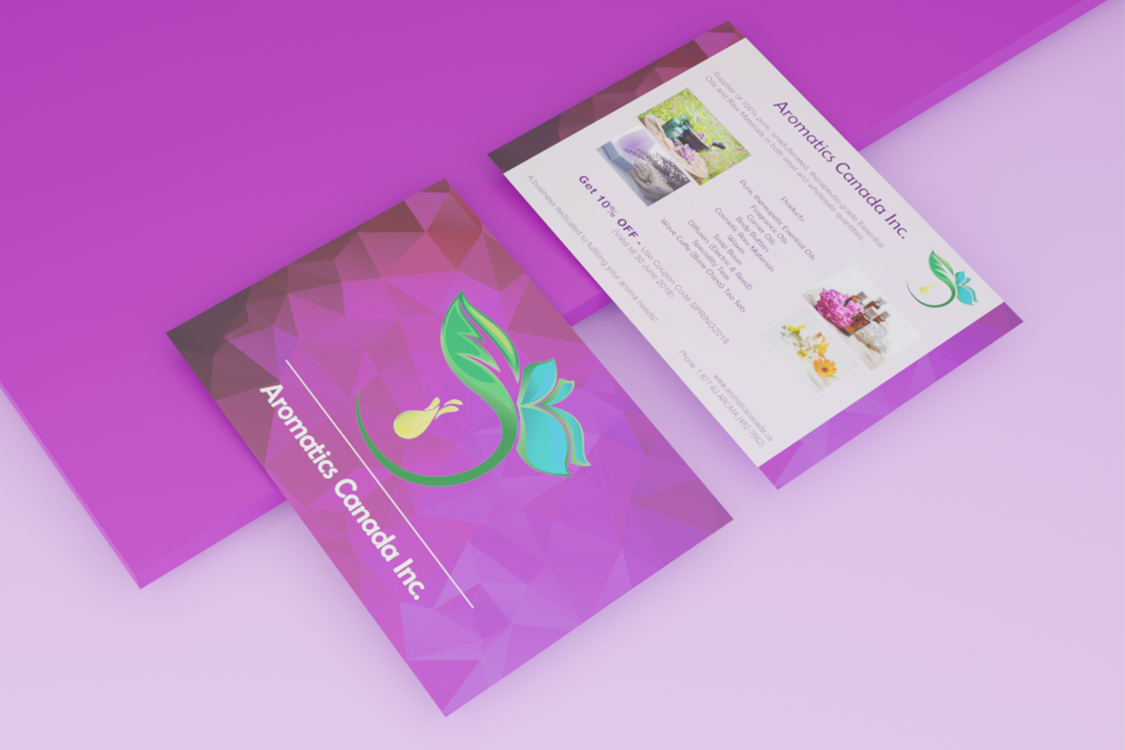 Aromatics Canada Inc.
Aromatics Canada Inc.
Supplier of 100% pure, unadulterated, therapeutic-grade Essential
Oils and Raw Materials in both retail and wholesale quantities.
Products:
Pure, therapeutic Essential Oils
Fragrance Oils
Carrier Oils
Body Butters
Cosmetic Raw Materials
Waxes
Soap Bases
Diffusers (Electric & Reed)
Speciality Teas
Wave Caffe (Bone China) Tea Sets
Get 10% OFF - Use Coupon Code SPRING2018
(Valid till 30 June 2018)
A business dedicated to fulfilling your aroma needs!
www.aromaticscanada.ca
Phone: 1.877.4U AROMA (482-7662)